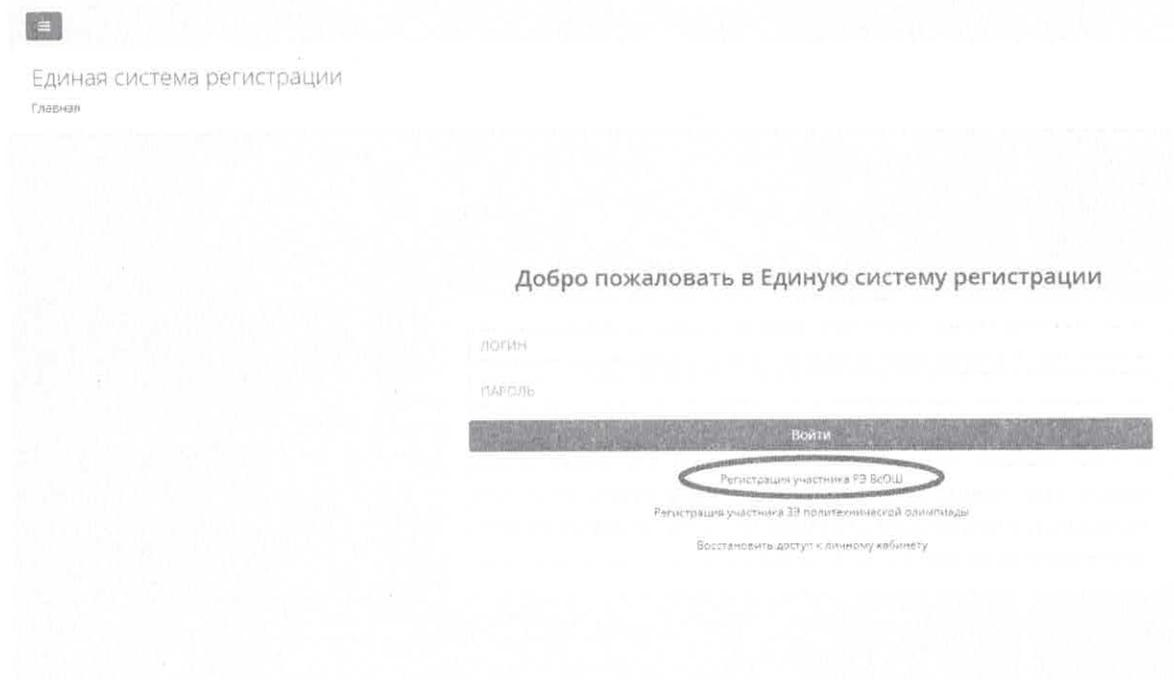 Единая система регистрации
Главная
Добро пожаловать в Единую систему регистрации
ЛОГИН
ПАРОЛЬ
Войти
Регистрация участника РЭ ВсОШ
Регистрация участника ЗЭ политехнической олимпиады
Восстановить доступ к личному кабинету